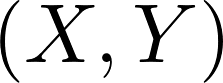 (X, Y)